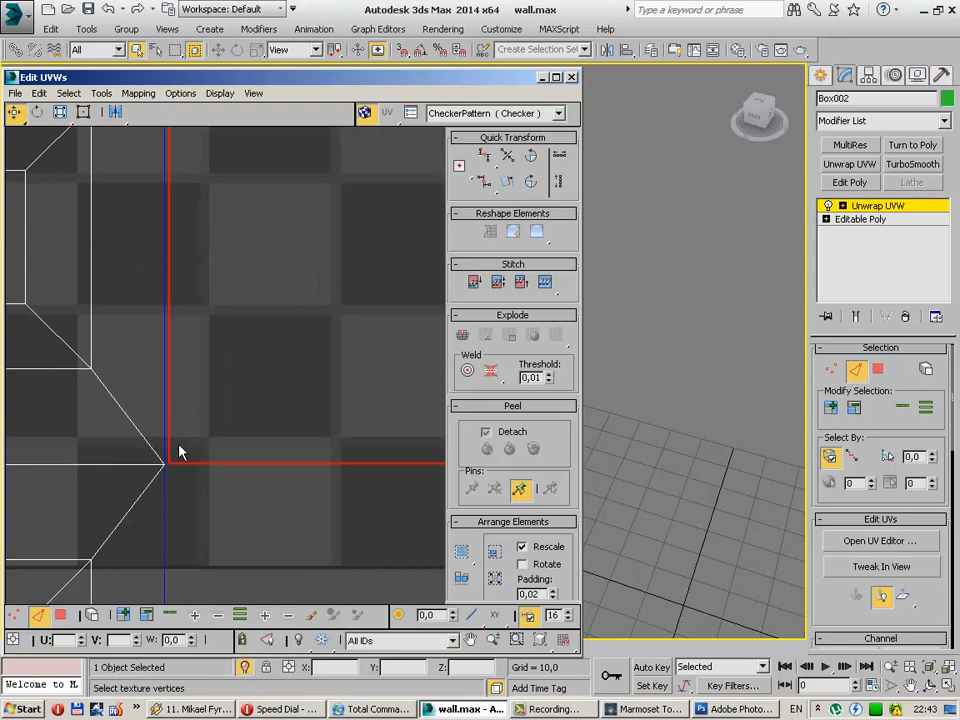 Workspace: Default
Autodesk 3ds Max 2014 x64
wall.max
Type a keyword or phrase
Edit Tools Group Views Create Modifiers Animation Graph Editors Rendering Customize MAXScript Help
All View Create Selection Set
Edit UVWs
File Edit Select Tools Mapping Options Display View
UV CheckerPattern ( Checker )
Quick Transform
Reshape Elements
Stitch
Explode
Weld Threshold:
0,01
Peel
Detach
Pins:
Arrange Elements
Rescale
Rotate
Padding:
0,02
0,0 XY 16
U: V: W: 0,0 All IDs
Box002
Modifier List
MultiRes Turn to Poly
Unwrap UVW TurboSmooth
Edit Poly Lathe
Unwrap UVW
Editable Poly
Selection
Modify Selection:
Select By:
0,0
0 0
Edit UVs
Open UV Editor ...
Tweak In View
Channel
1 Object Selected X: Y: Z: Grid = 10,0 Auto Key Selected
Welcome to M Select texture vertices Add Time Tag Set Key Key Filters... 0
Start 11. Mikael Fyr... Speed Dial - ... Total Comma... wall.max - A... Recording... Marmoset To... Adobe Photo... EN 22:43